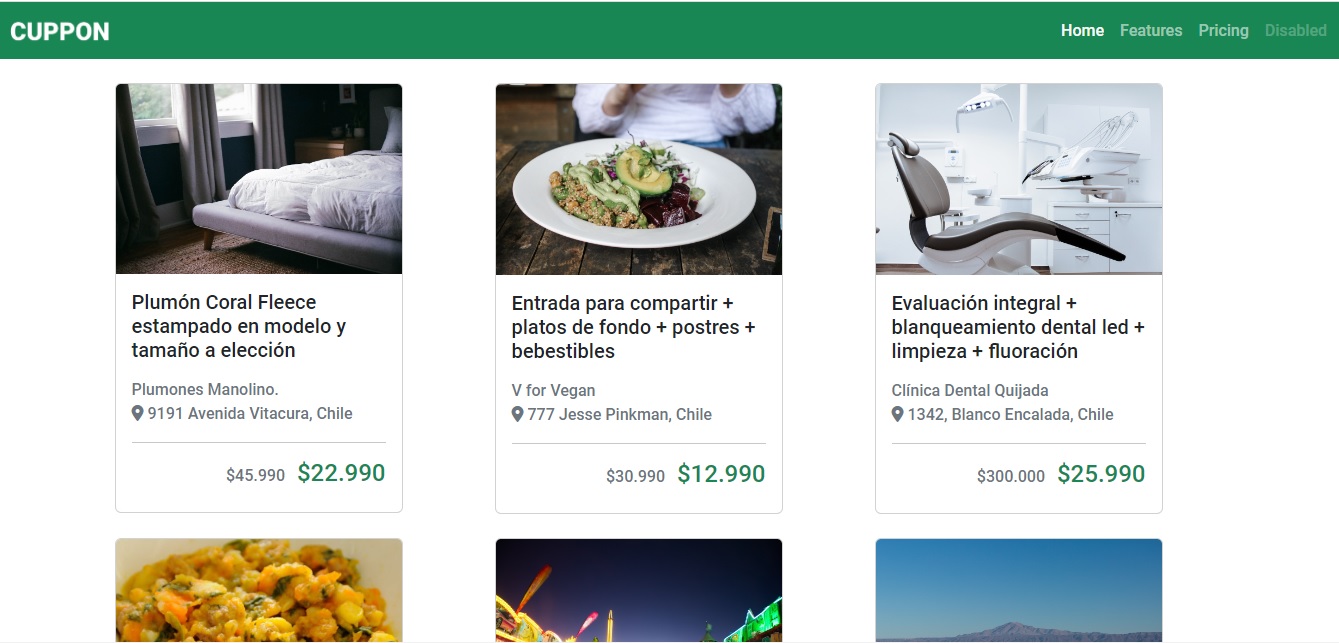 CUPPON
Home Features Pricing Disabled
Plumón Coral Fleece
estampado en modelo y
tamaño a elección
Plumones Manolino.
9191 Avenida Vitacura, Chile
$45.990 $22.990
Entrada para compartir +
platos de fondo + postres +
bebestibles
V for Vegan
777 Jesse Pinkman, Chile
$30.990 $12.990
Evaluación integral +
blanqueamiento dental led +
limpieza + fluoración
Clínica Dental Quijada
1342, Blanco Encalada, Chile
$300.000 $25.990